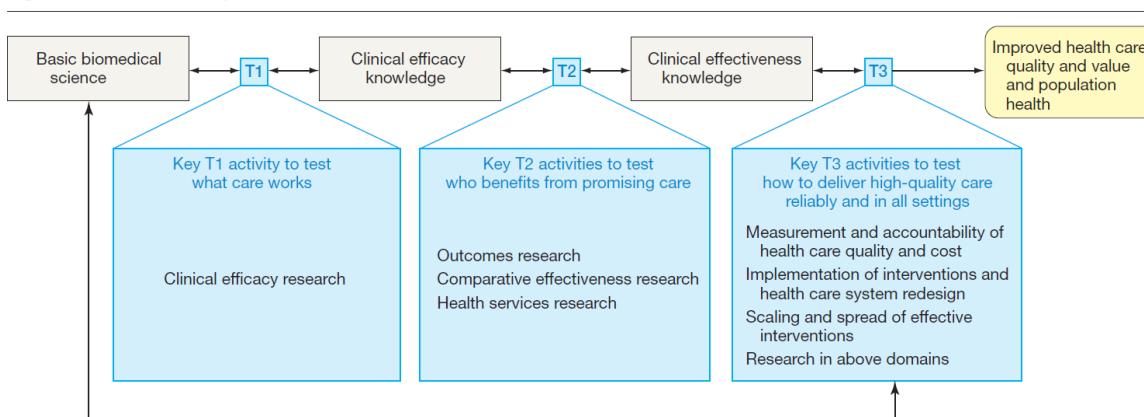 Basic biomedical
science
T1
Clinical efficacy
knowledge
T2
Clinical effectiveness
knowledge
T3
Improved health care
quality and value
and population
health
Key T1 activity to test
what care works
Clinical efficacy research
Key T2 activities to test
who benefits from promising care
Outcomes research
Comparative effectiveness research
Health services research
Key T3 activities to test
how to deliver high-quality care
reliably and in all settings
Measurement and accountability of
health care quality and cost
Implementation of interventions and
health care system redesign
Scaling and spread of effective
interventions
Research in above domains